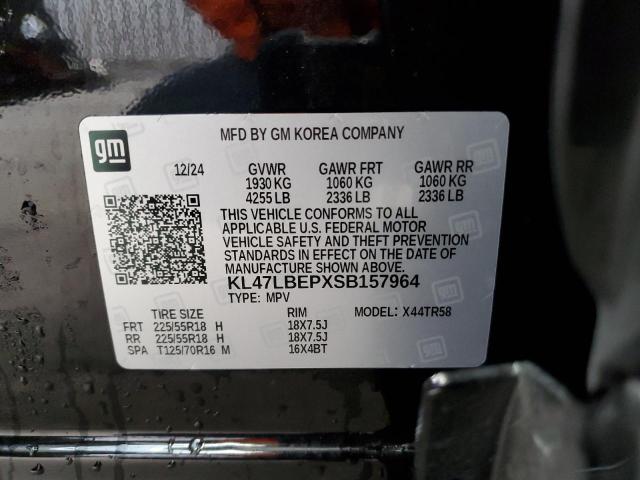 MFD BY GM KOREA COMPANY
gm
12/24 GVWR GAWR FRT GAWR RR
1930 KG 1060 KG 1060 KG
4255 LB 2336 LB 2336 LB
THIS VEHICLE CONFORMS TO ALL
APPLICABLE U.S. FEDERAL MOTOR
VEHICLE SAFETY AND THEFT PREVENTION
STANDARDS IN EFFECT ON THE DATE OF
MANUFACTURE SHOWN ABOVE.
KL47LBEPXSB157964
TYPE: MPV
TIRE SIZE RIM MODEL: X44TR58
FRT 225/55R18 H 18X7.5J
RR 225/55R18 H 18X7.5J
SPA T125/70R16 M 16X4BT